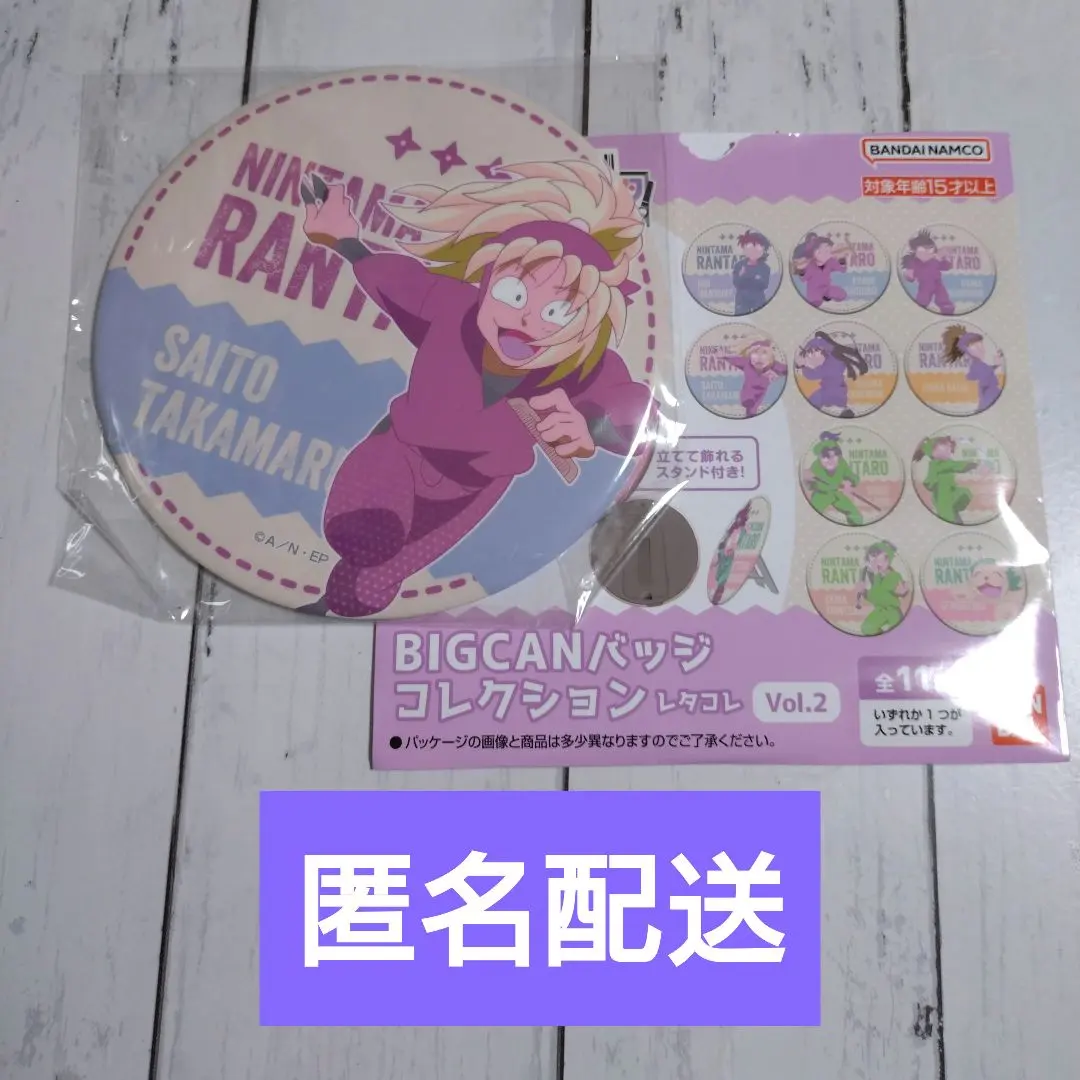 NINTAMA
RANT
SAITO
TAKAMARU
©A／N・EP
BANDAI NAMCO
対象年齢15才以上
NINTAMA
RANTARO
立てて飾れる
スタンド付き!
BIGCANバッジ
コレクション レタコレ Vol.2
全11
いずれか1つが
入っています。
●パッケージの画像と商品は多少異なりますのでご了承ください。
匿名配送